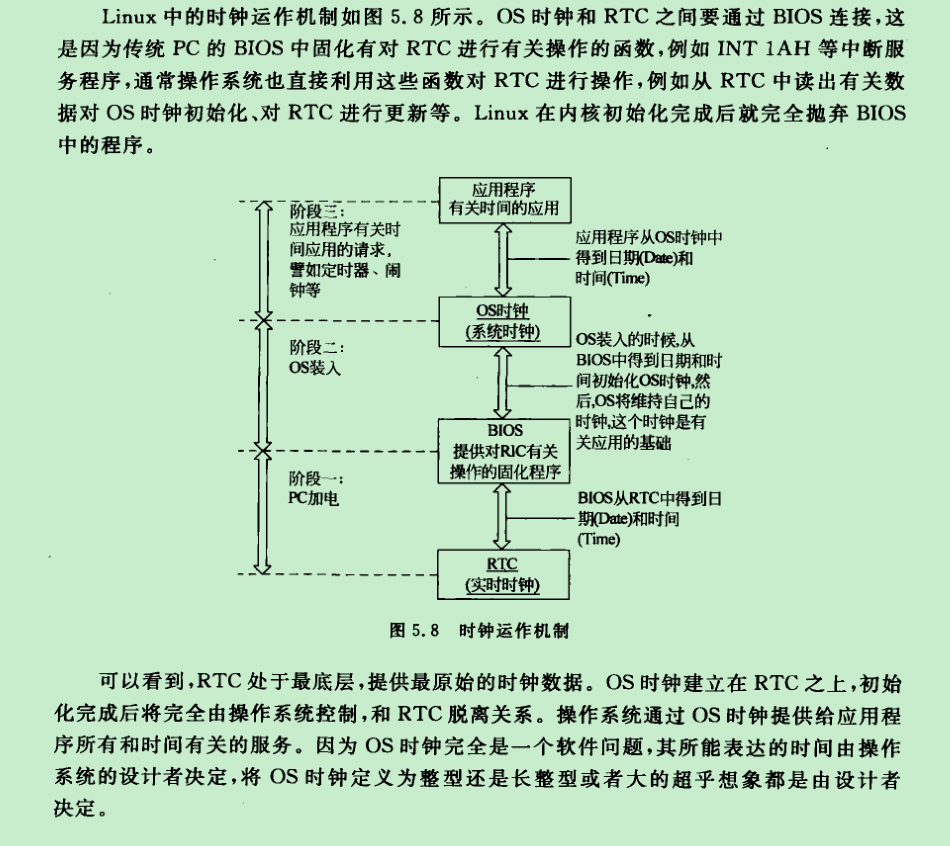 Linux 中的时钟运作机制如图 5.8 所示。OS 时钟和 RTC 之间要通过 BIOS 连接,这
是因为传统 PC 的 BIOS 中固化有对 RTC 进行有关操作的函数,例如 INT 1AH 等中断服
务程序,通常操作系统也直接利用这些函数对 RTC 进行操作,例如从 RTC 中读出有关数
据对 OS 时钟初始化、对 RTC 进行更新等。Linux 在内核初始化完成后就完全抛弃 BIOS
中的程序。
应用程序
有关时间的应用
阶段三:
应用程序有关时
间应用的请求,
譬如定时器、闹
钟等
应用程序从OS时钟中
得到日期(Date)和
时间(Time)
OS时钟
(系统时钟)
阶段二:
OS装入
OS装入的时候,从
BIOS中得到日期和时
间初始化OS时钟,然
后,OS将维持自己的
时钟,这个时钟是有
关应用的基础
BIOS
提供对RIC有关
操作的固化程序
阶段一:
PC加电
BIOS从RTC中得到日
期(Date)和时间
(Time)
RTC
(实时时钟)
图 5.8 时钟运作机制
可以看到,RTC 处于最底层,提供最原始的时钟数据。OS 时钟建立在 RTC 之上,初始
化完成后将完全由操作系统控制,和 RTC 脱离关系。操作系统通过 OS 时钟提供给应用程
序所有和时间有关的服务。因为 OS 时钟完全是一个软件问题,其所能表达的时间由操作
系统的设计者决定,将 OS 时钟定义为整型还是长整型或者大的超乎想象都是由设计者
决定。